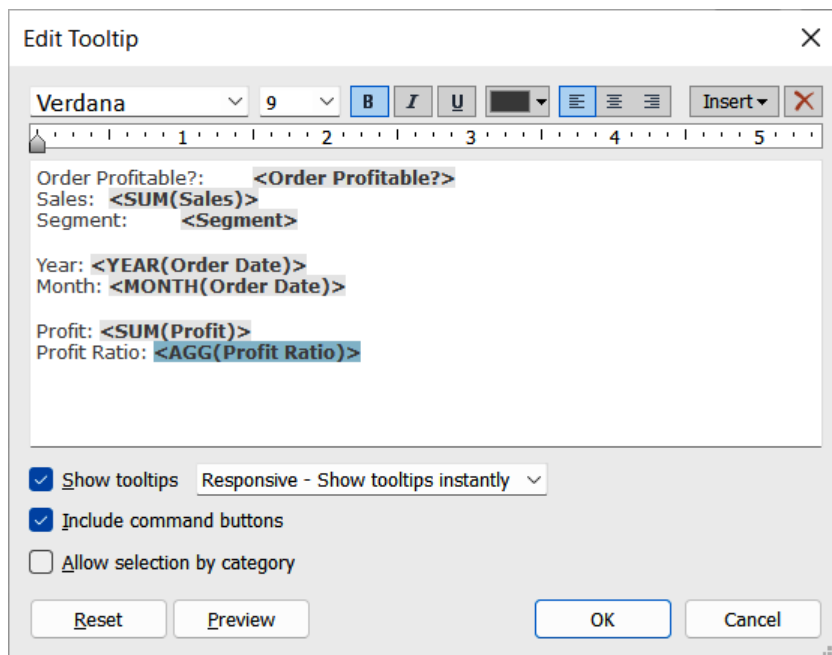 Edit Tooltip
Verdana 9 B I U Insert
1 2 3 4 5
Order Profitable?: <Order Profitable?>
Sales: <SUM(Sales)>
Segment: <Segment>
Year: <YEAR(Order Date)>
Month: <MONTH(Order Date)>
Profit: <SUM(Profit)>
Profit Ratio: <AGG(Profit Ratio)>
Show tooltips Responsive - Show tooltips instantly
Include command buttons
Allow selection by category
Reset Preview OK Cancel